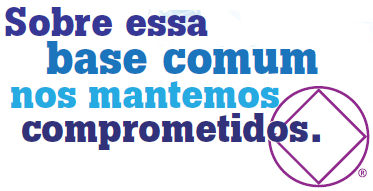 Sobre essa
base comum
nos mantemos
comprometidos.
®